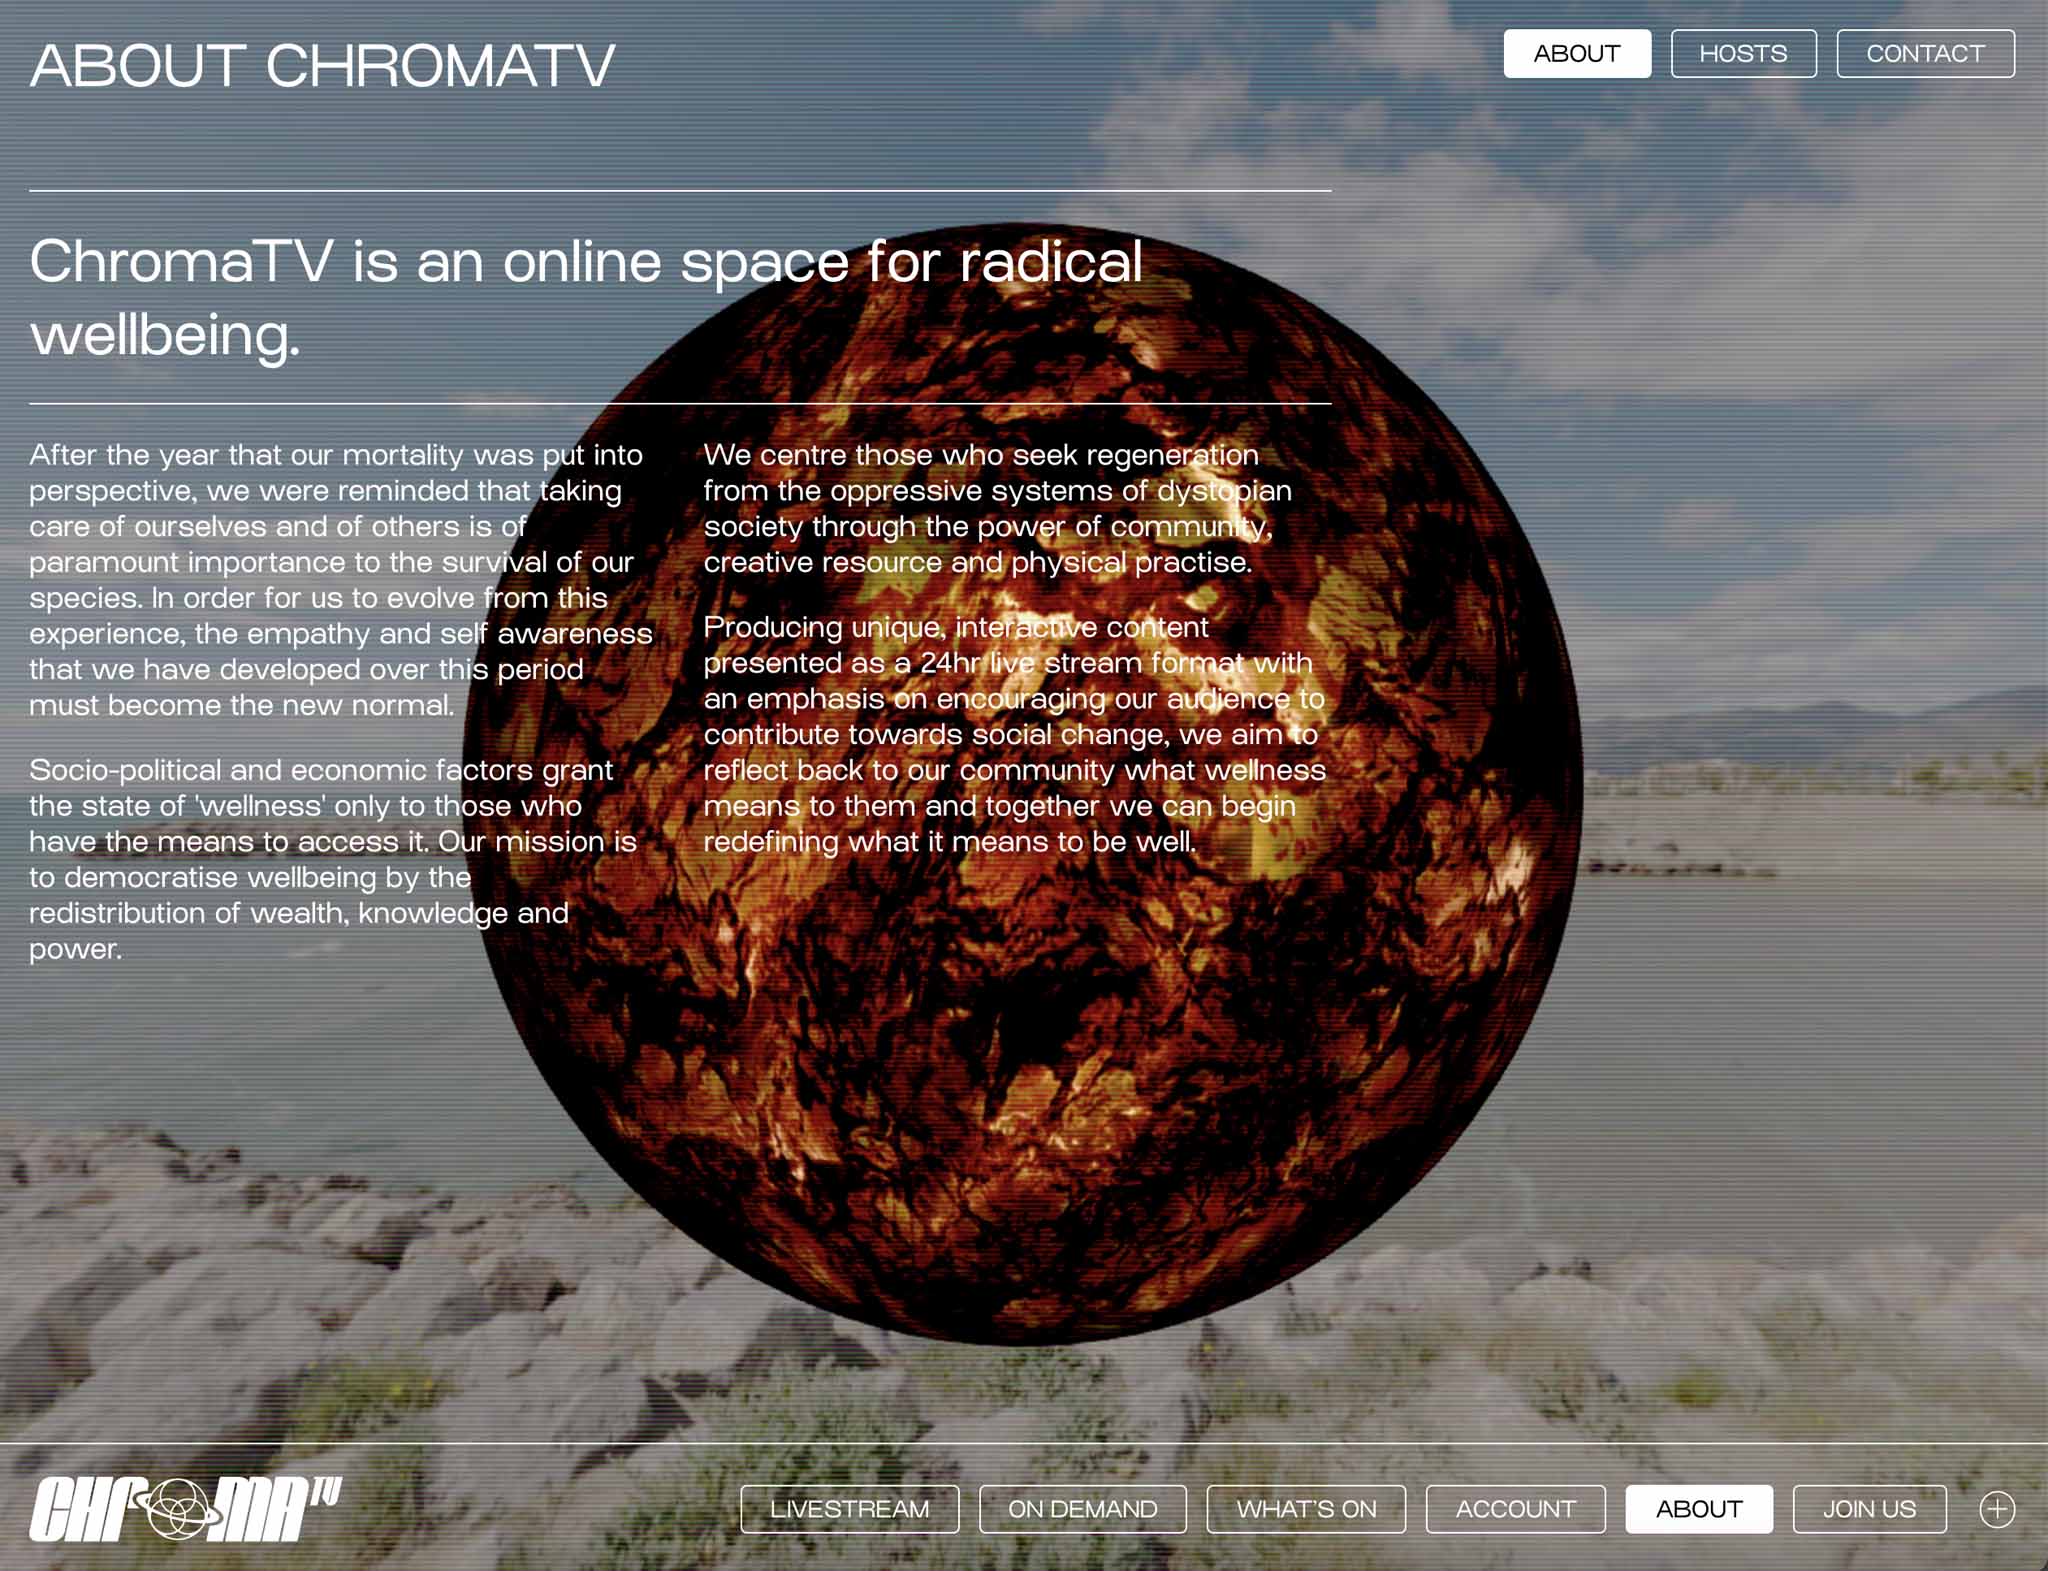 ABOUT CHROMATV
ABOUT
HOSTS
CONTACT
ChromaTV is an online space for radical
wellbeing.
After the year that our mortality was put into
perspective, we were reminded that taking
care of ourselves and of others is of
paramount importance to the survival of our
species. In order for us to evolve from this
experience, the empathy and self awareness
that we have developed over this period
must become the new normal.
Socio-political and economic factors grant
the state of 'wellness' only to those who
have the means to access it. Our mission is
to democratise wellbeing by the
redistribution of wealth, knowledge and
power.
We centre those who seek regeneration
from the oppressive systems of dystopian
society through the power of community,
creative resource and physical practise.
Producing unique, interactive content
presented as a 24hr live stream format with
an emphasis on encouraging our audience to
contribute towards social change, we aim to
reflect back to our community what wellness
means to them and together we can begin
redefining what it means to be well.
CHROMA TV
LIVESTREAM
ON DEMAND
WHAT'S ON
ACCOUNT
ABOUT
JOIN US